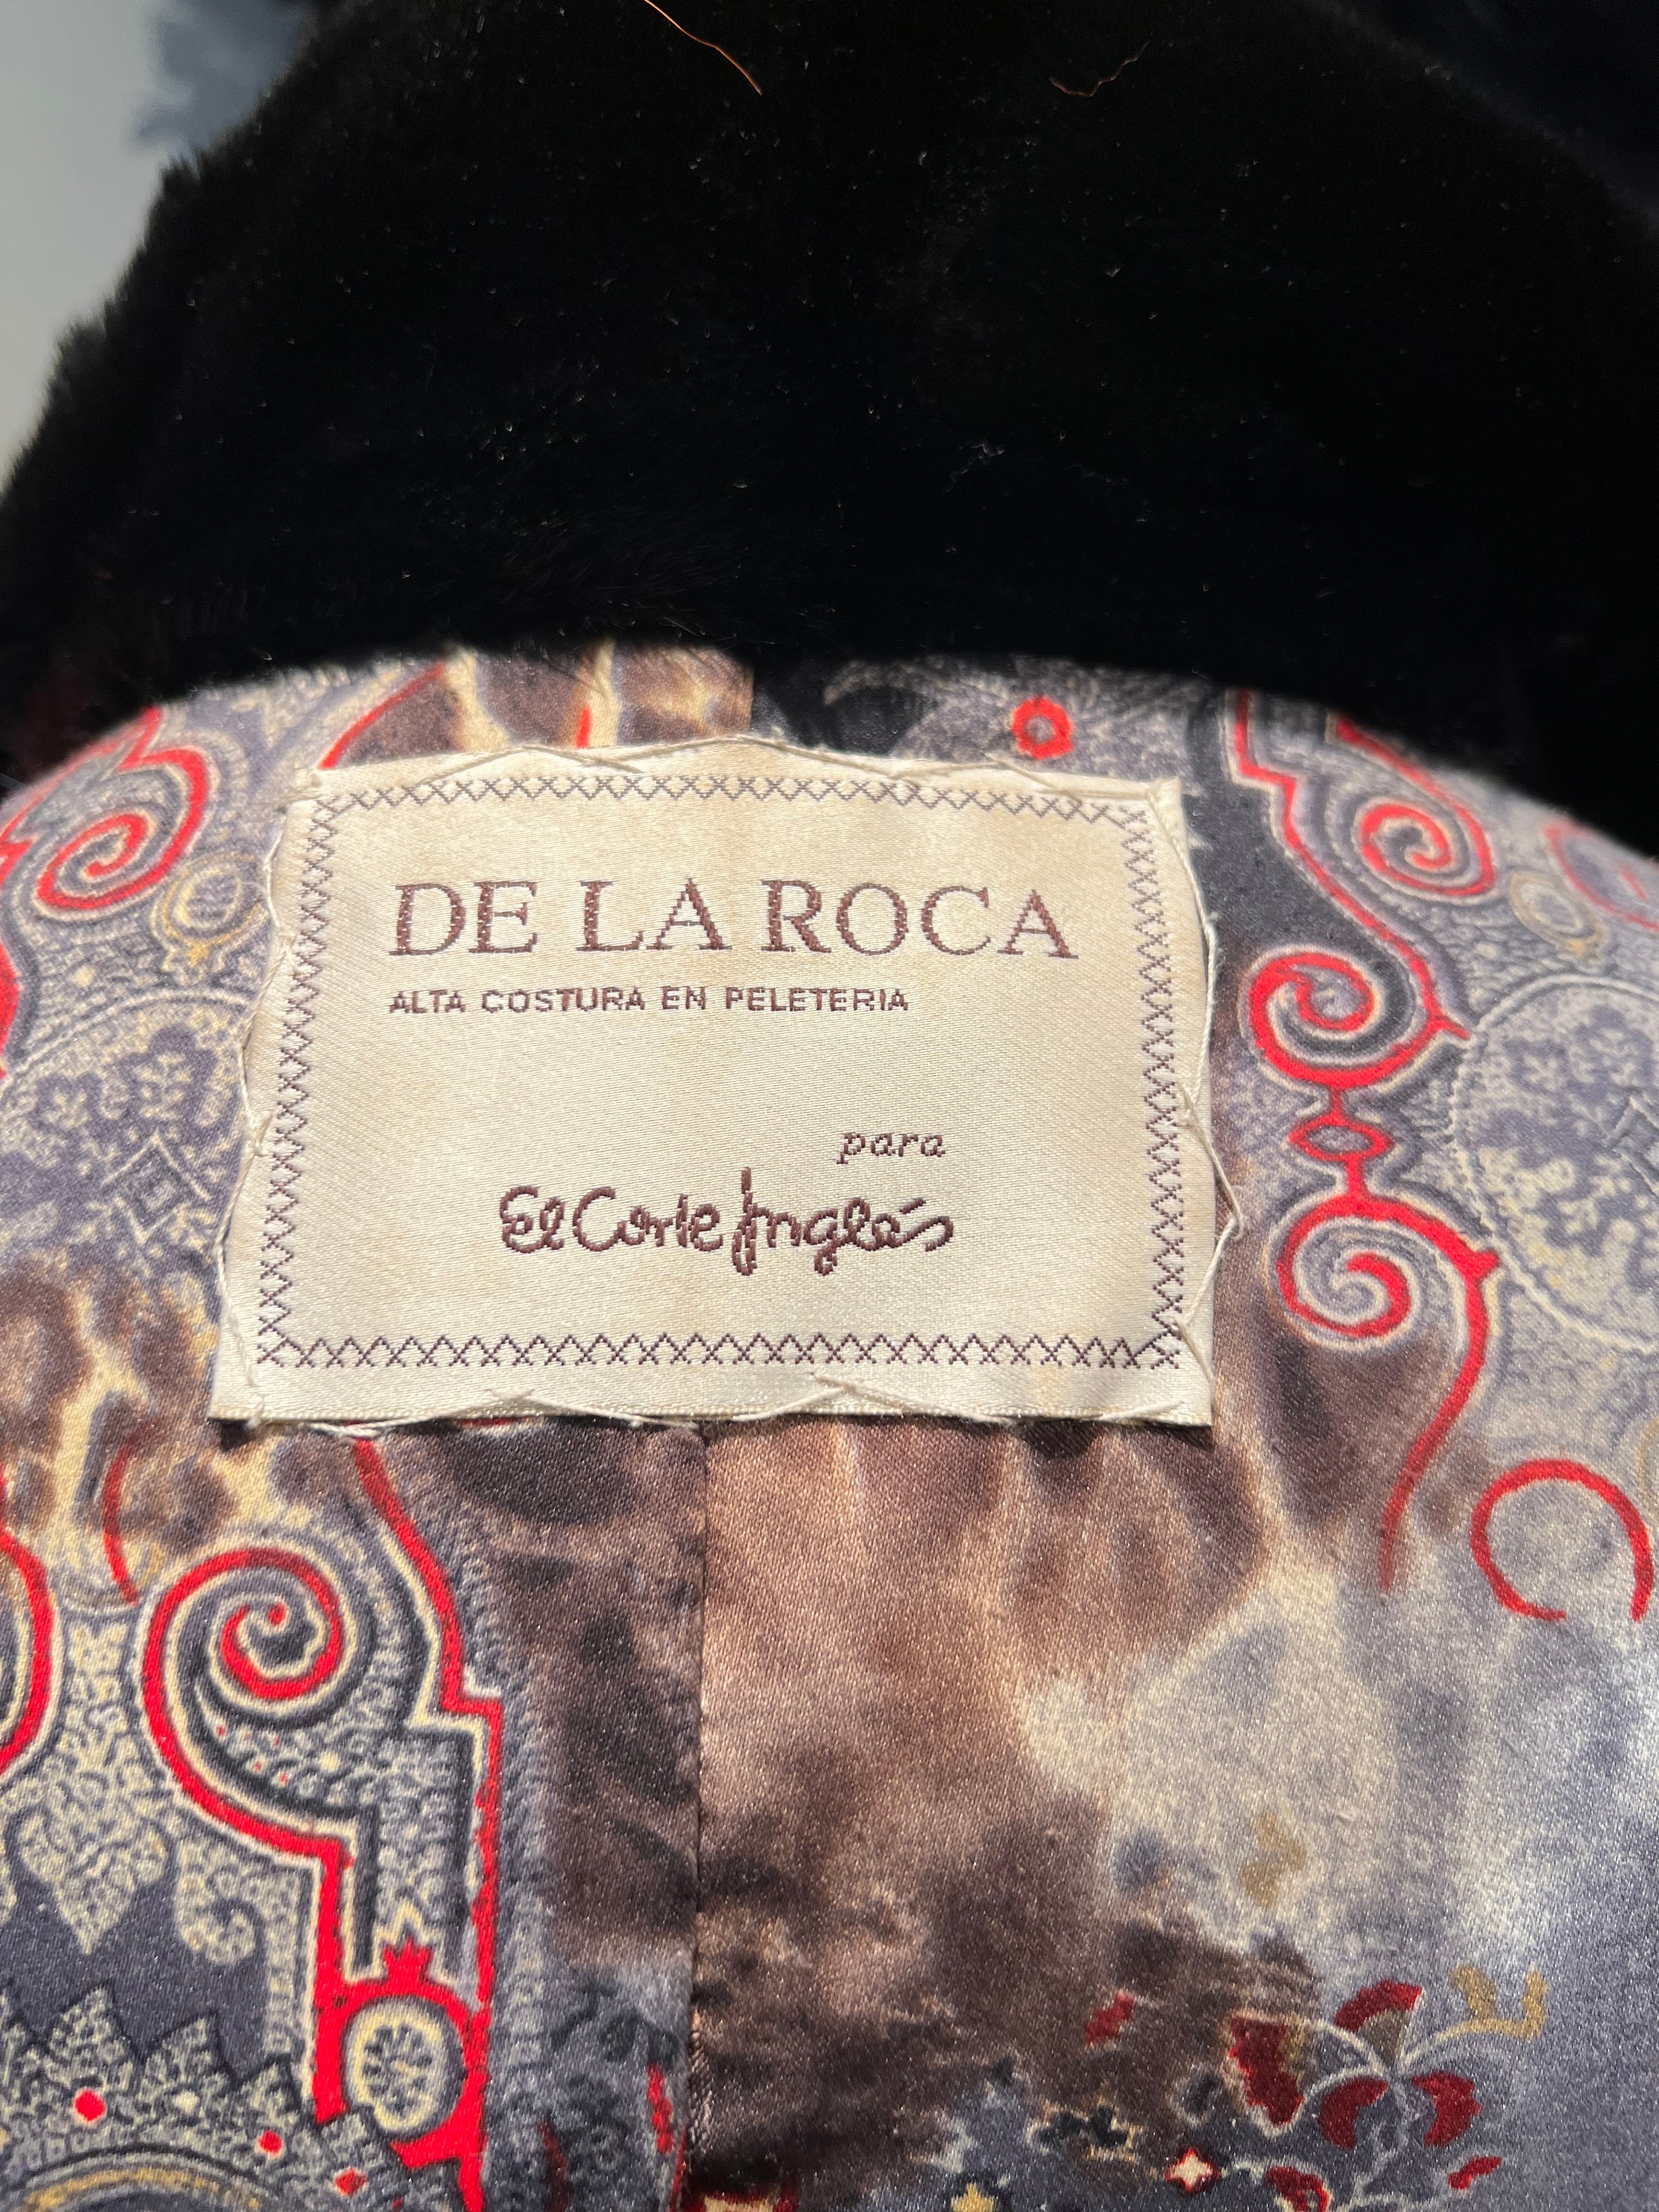 DE LA ROCA
ALTA COSTURA EN PELETERIA
para
El Corte Inglés